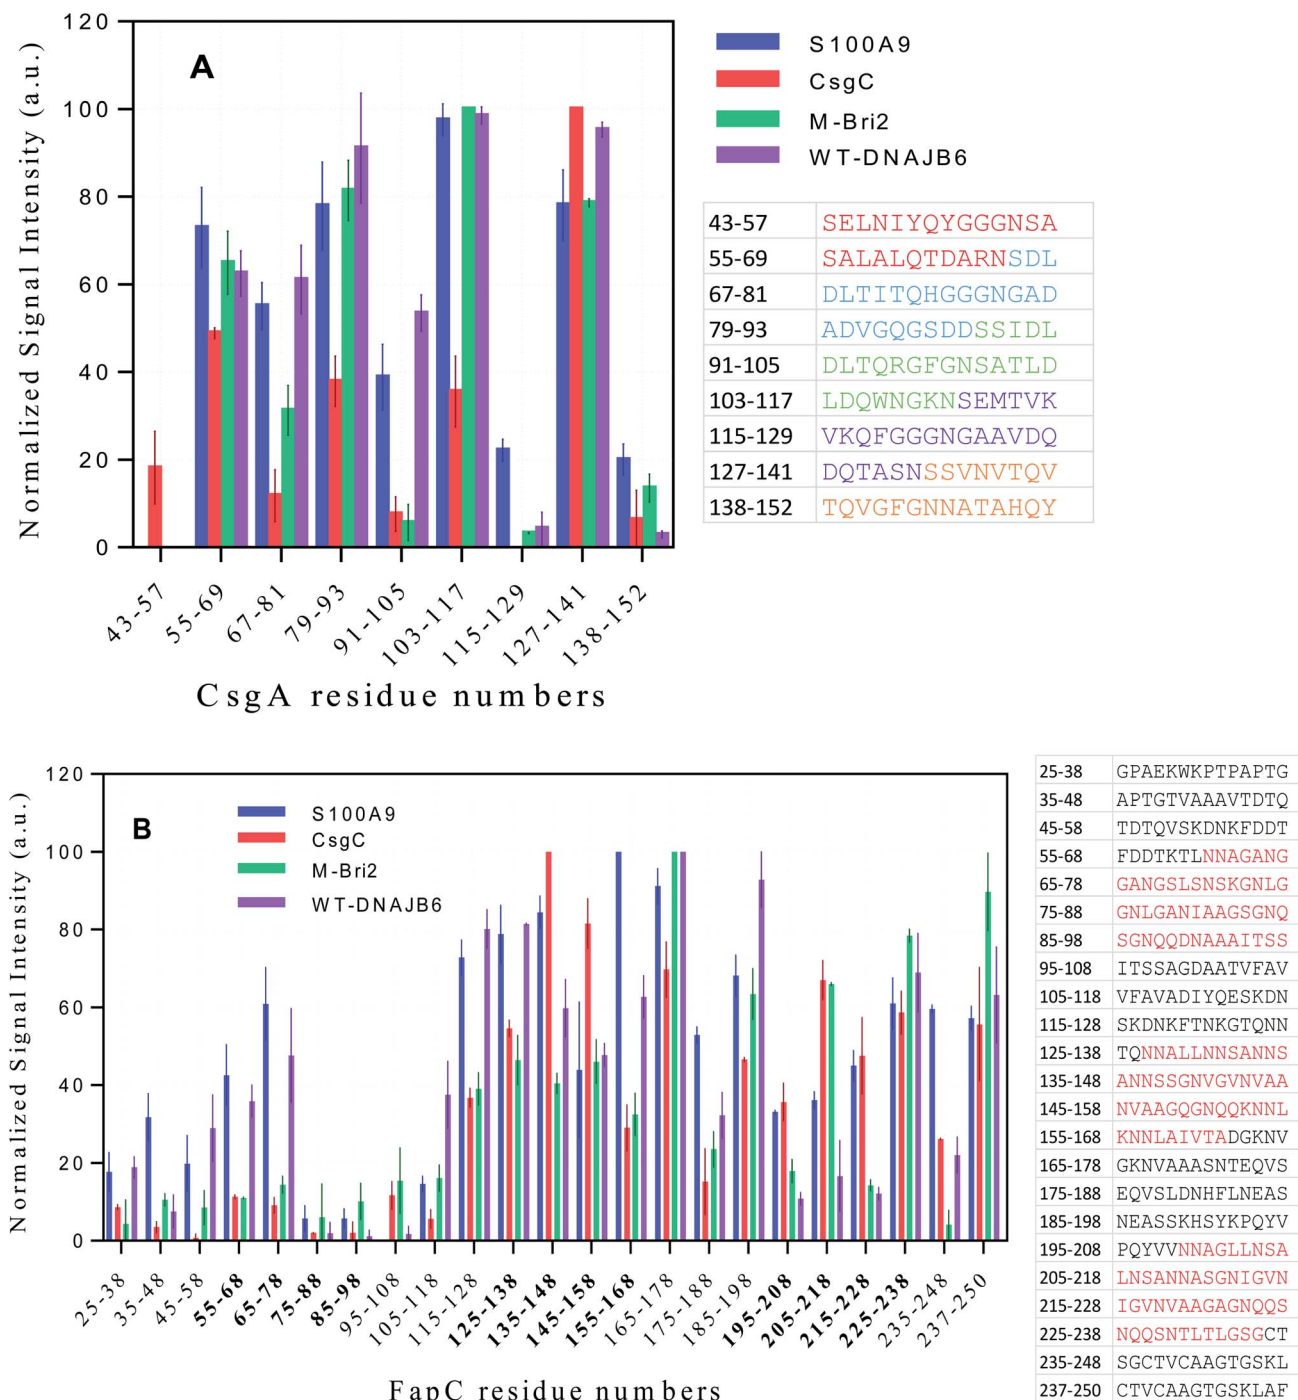 A
120
100
80
60
40
20
0
Normalized Signal Intensity (a.u.)
43-57
55-69
67-81
79-93
91-105
103-117
115-129
127-141
138-152
CsgA residue numbers
S100A9
CsgC
M-Bri2
WT-DNAJB6
43-57 SELNIYQYGGGNSA
55-69 SALALQTDARNSDL
67-81 DLTITQHGGGNGAD
79-93 ADVGQGSDDSSIDL
91-105 DLTQRGFGNSATLD
103-117 LDQWNGKNSEMTVK
115-129 VKQFGGGNGAAVDQ
127-141 DQTASNSSVNVTQV
138-152 TQVGFGNNATAHQY
B
120
100
80
60
40
20
0
Normalized Signal Intensity (a.u.)
S100A9
CsgC
M-Bri2
WT-DNAJB6
25-38
35-48
45-58
55-68
65-78
75-88
85-98
95-108
105-118
115-128
125-138
135-148
145-158
155-168
165-178
175-188
185-198
195-208
205-218
215-228
225-238
235-248
237-250
FapC residue numbers
25-38 GPAEKWKPTPAPTG
35-48 APTGTVAAAVTDTQ
45-58 TDTQVSKDNKFDDT
55-68 FDDTKTLNNAGANG
65-78 GANGSLSNSKGNLG
75-88 GNLGANIAAGSGNQ
85-98 SGNQQDNAAAITSS
95-108 ITSSAGDAATVFAV
105-118 VFAVADIYQESKDN
115-128 SKDNKFTNKGTQNN
125-138 TQNNALLNNSANNS
135-148 ANNSSGNVGVNVAA
145-158 NVAAGQGNQQKNNL
155-168 KNNLAIVTADGKNV
165-178 GKNVAAASNTEQVS
175-188 EQVSLDNHFLNEAS
185-198 NEASSKHSYKPQYV
195-208 PQYVVNNAGLLNSA
205-218 LNSANNASGNIGVN
215-228 IGVNVAAGAGNQQS
225-238 NQQSNTLTLGSGCT
235-248 SGCTVCAAGTGSKL
237-250 CTVCAAGTGSKLAF